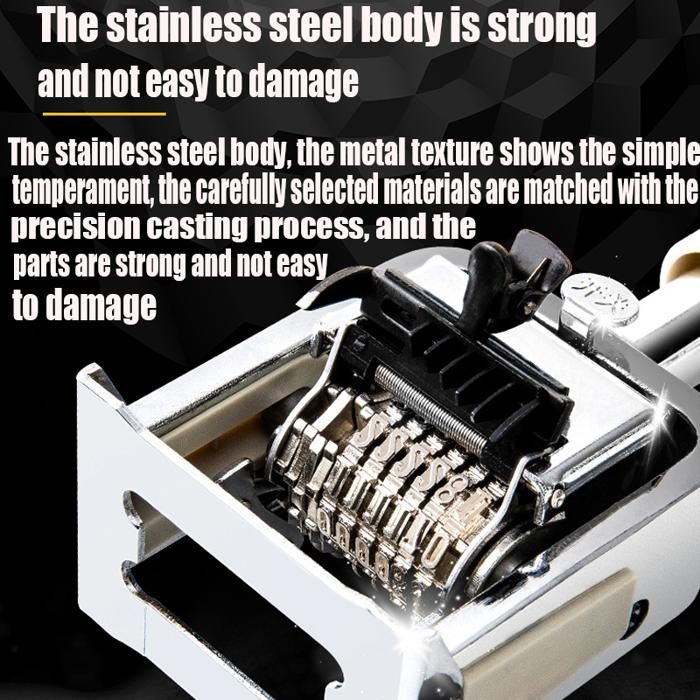 The stainless steel body is strong
and not easy to damage
The stainless steel body, the metal texture shows the simple
temperament, the carefully selected materials are matched with the
precision casting process, and the
parts are strong and not easy
to damage